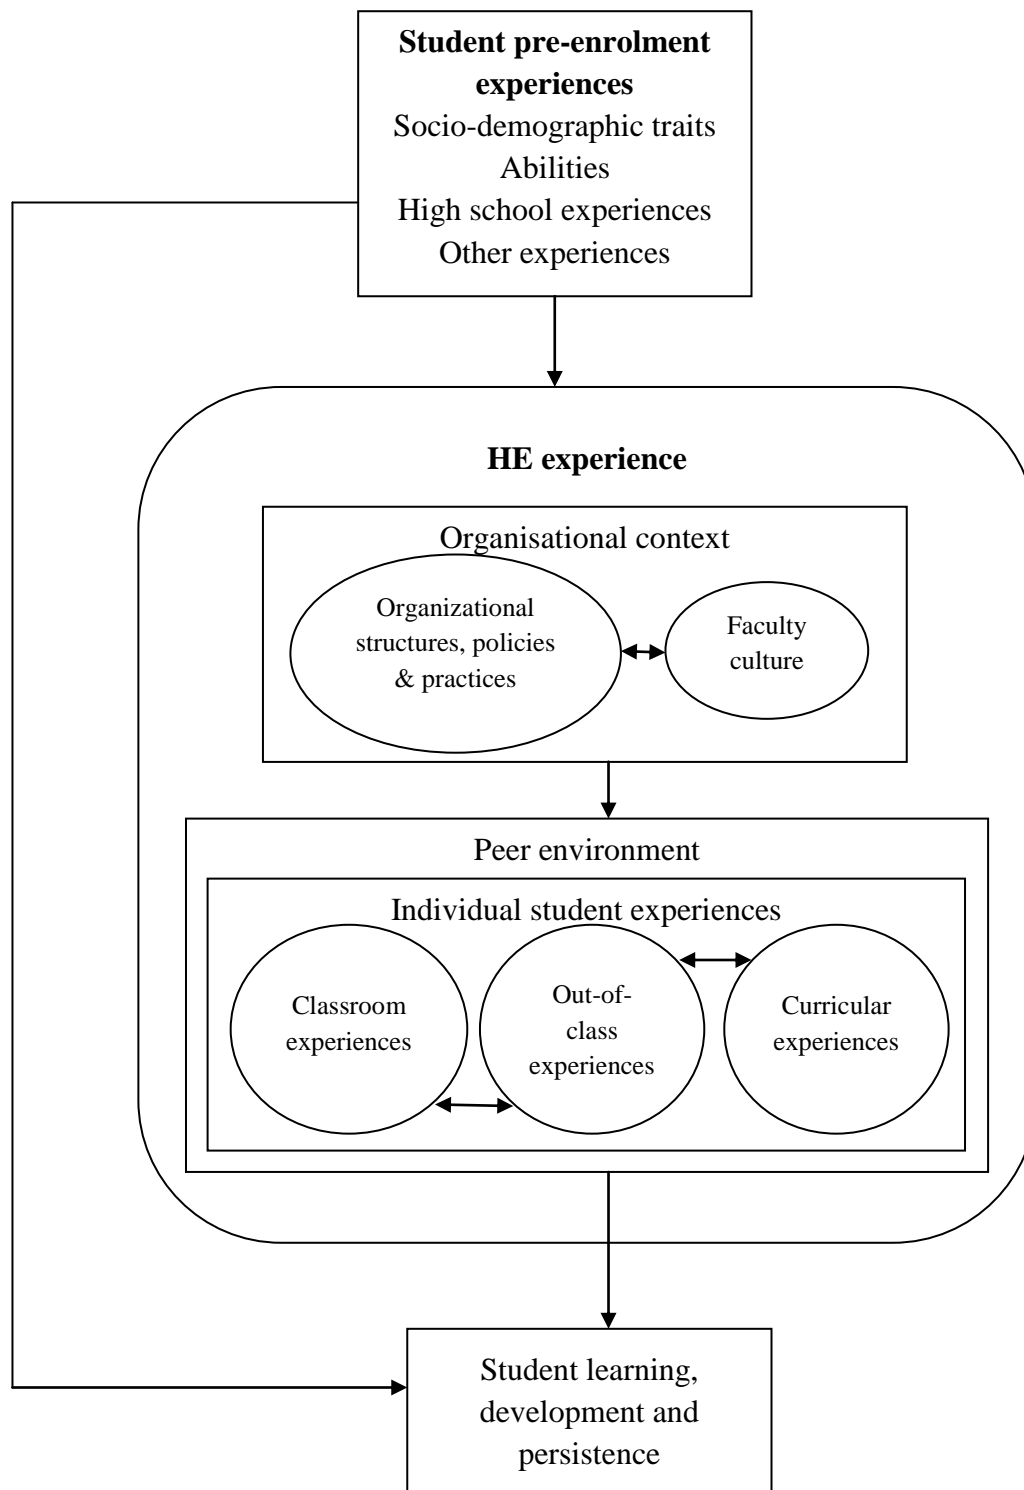 Student pre-enrolment
experiences
Socio-demographic traits
Abilities
High school experiences
Other experiences
HE experience
Organisational context
Organizational
structures, policies
& practices
Faculty
culture
Peer environment
Individual student experiences
Classroom
experiences
Out-of-
class
experiences
Curricular
experiences
Student learning,
development and
persistence